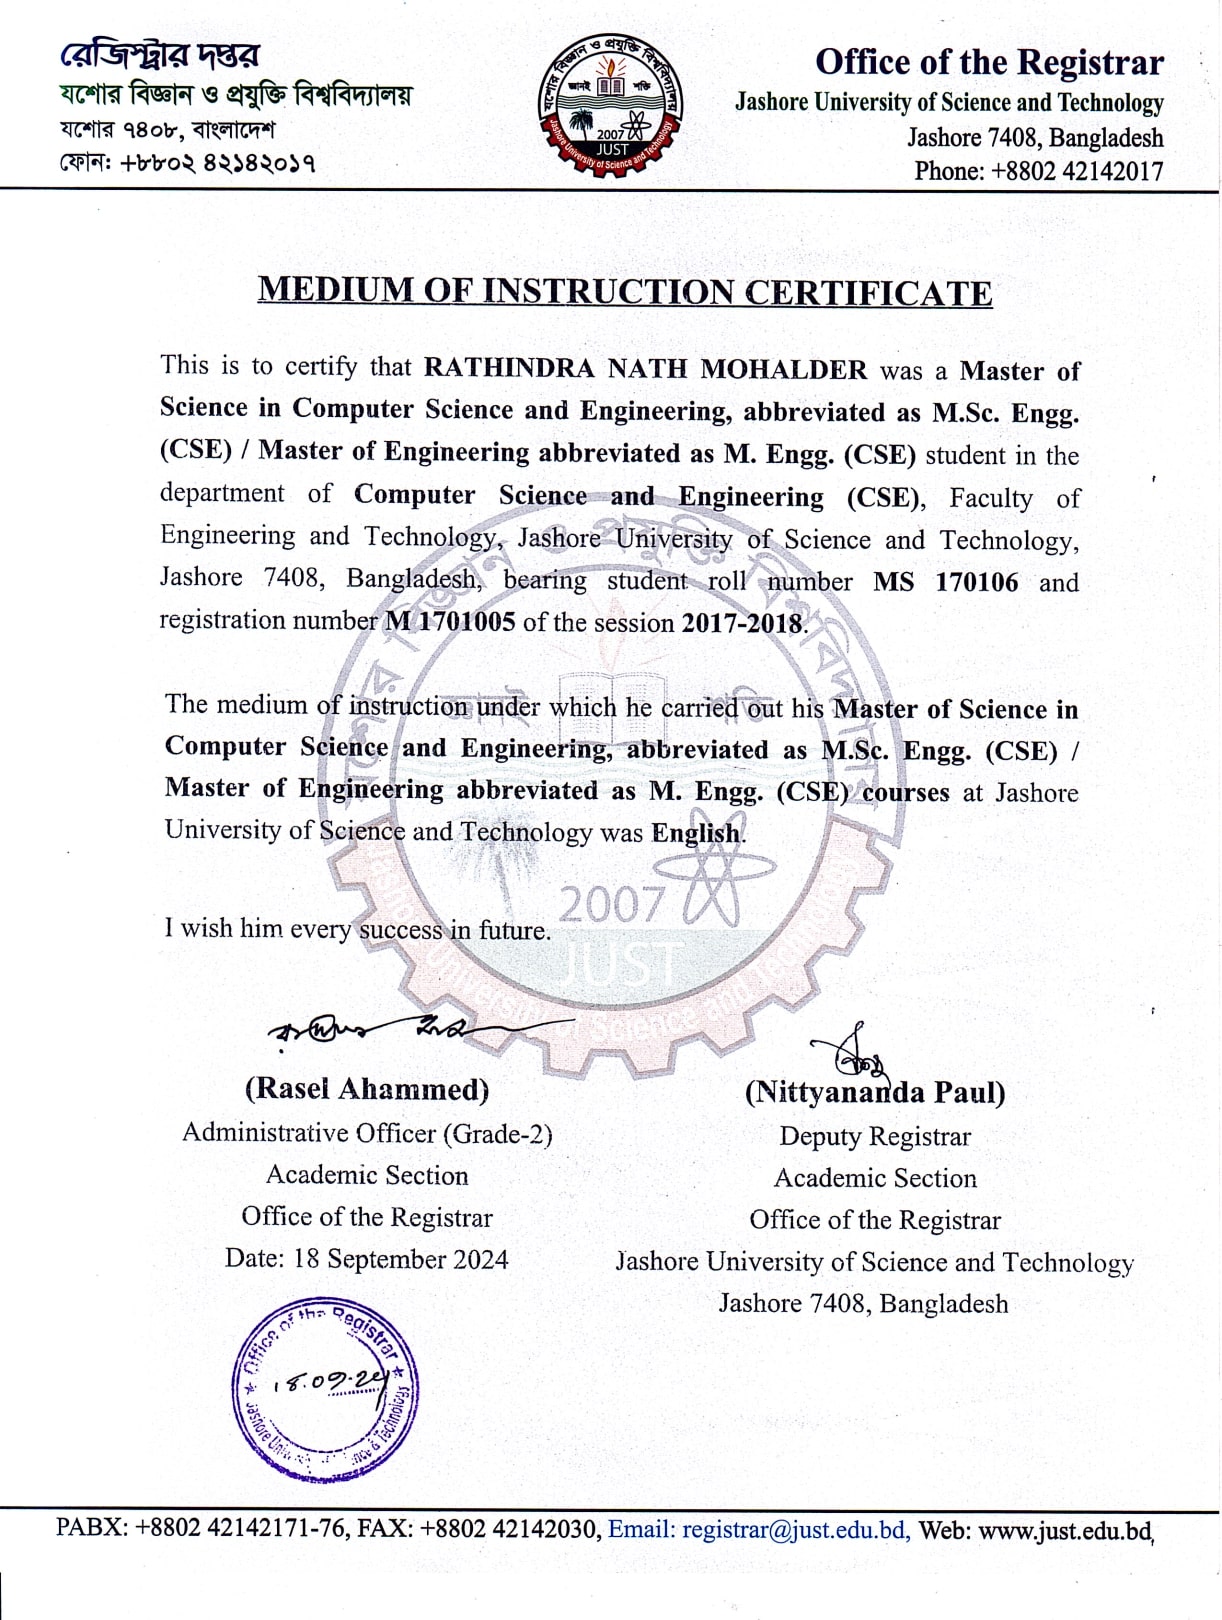 রেজিস্ট্রার দপ্তর
যশোর বিজ্ঞান ও প্রযুক্তি বিশ্ববিদ্যালয়
যশোর ৭৪০৮, বাংলাদেশ
ফোন: +৮৮০২ ৪২১৪২০১৭
যশোর বিজ্ঞান ও প্রযুক্তি বিশ্ববিদ্যালয়
জ্ঞানই শক্তি
2007
JUST
Jashore University of Science and Technology
Office of the Registrar
Jashore University of Science and Technology
Jashore 7408, Bangladesh
Phone: +8802 42142017
MEDIUM OF INSTRUCTION CERTIFICATE
This is to certify that RATHINDRA NATH MOHALDER was a Master of
Science in Computer Science and Engineering, abbreviated as M.Sc. Engg.
(CSE) / Master of Engineering abbreviated as M. Engg. (CSE) student in the
department of Computer Science and Engineering (CSE), Faculty of
Engineering and Technology, Jashore University of Science and Technology,
Jashore 7408, Bangladesh, bearing student roll number MS 170106 and
registration number M 1701005 of the session 2017-2018.
The medium of instruction under which he carried out his Master of Science in
Computer Science and Engineering, abbreviated as M.Sc. Engg. (CSE) /
Master of Engineering abbreviated as M. Engg. (CSE) courses at Jashore
University of Science and Technology was English.
I wish him every success in future.
যশোর বিজ্ঞান ও প্রযুক্তি বিশ্ববিদ্যালয়
জ্ঞানই শক্তি
2007
JUST
Jashore University of Science and Technology
(Rasel Ahammed)
Administrative Officer (Grade-2)
Academic Section
Office of the Registrar
Date: 18 September 2024
(Nittyananda Paul)
Deputy Registrar
Academic Section
Office of the Registrar
Jashore University of Science and Technology
Jashore 7408, Bangladesh
Office of the Registrar
18.09.24
Jashore & Technology
PABX: +8802 42142171-76, FAX: +8802 42142030, Email: registrar@just.edu.bd, Web: www.just.edu.bd,